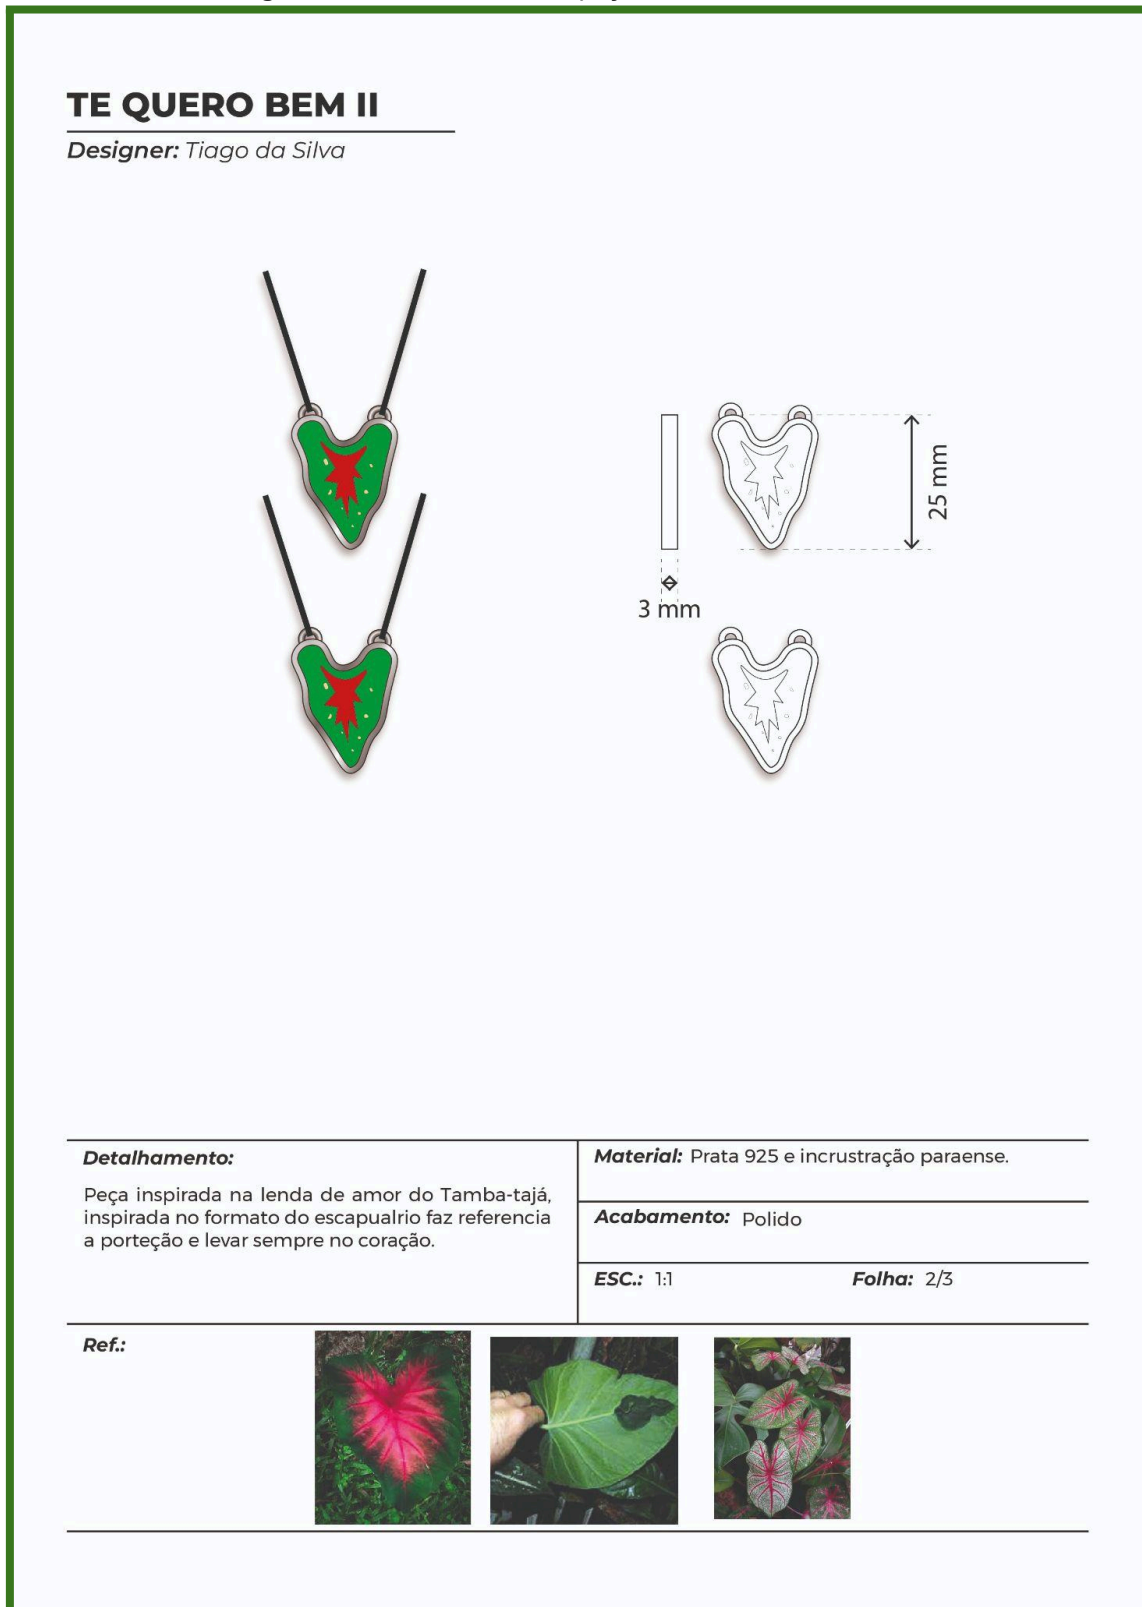 TE QUERO BEM II
Designer: Tiago da Silva
25 mm
3 mm
Detalhamento:
Peça inspirada na lenda de amor do Tamba-tajá,
inspirada no formato do escapualrio faz referencia
a porteção e levar sempre no coração.
Material: Prata 925 e incrustração paraense.
Acabamento: Polido
ESC.: 1:1 Folha: 2/3
Ref.: